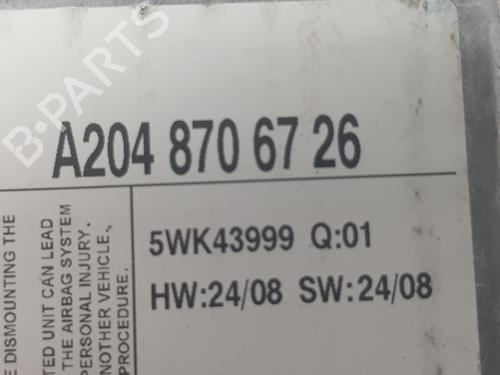 B-PARTS
A204 870 67 26
5WK43999 Q:01
HW:24/08 SW:24/08
E DISMOUNTING THE
TED UNIT CAN LEAD
THE AIRBAG SYSTEM
PERSONAL INJURY.
NOTHER VEHICLE,
PROCEDURE.